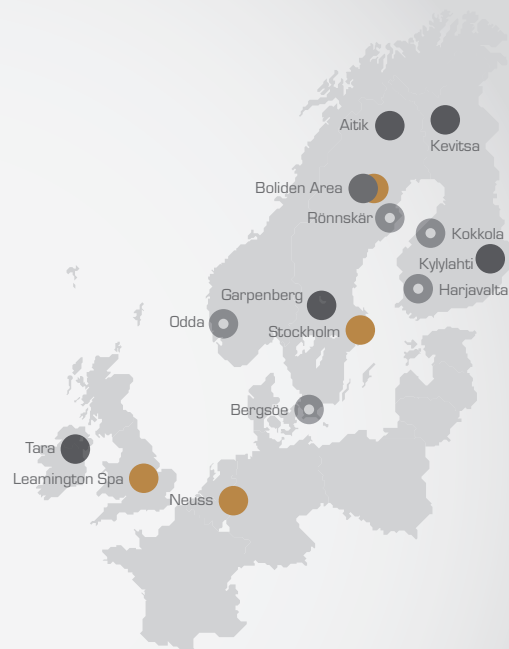 Aitik
Kevitsa
Boliden Area
Rönnskär
Kokkola
Kylylahti
Harjavalta
Garpenberg
Odda
Stockholm
Bergsöe
Tara
Leamington Spa
Neuss